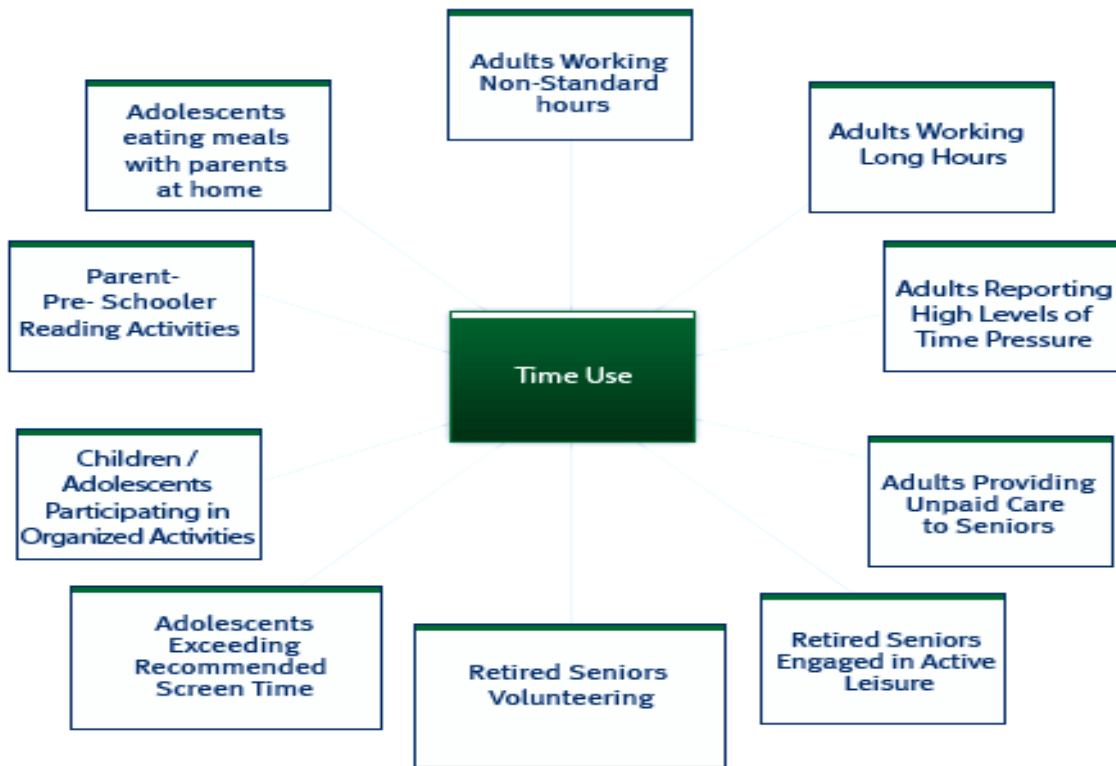 Adults Working
Non-Standard
hours
Adults Working
Long Hours
Adults Reporting
High Levels of
Time Pressure
Adults Providing
Unpaid Care
to Seniors
Retired Seniors
Engaged in Active
Leisure
Retired Seniors
Volunteering
Adolescents
Exceeding
Recommended
Screen Time
Children /
Adolescents
Participating in
Organized Activities
Parent-
Pre- Schooler
Reading Activities
Adolescents
eating meals
with parents
at home
Time Use